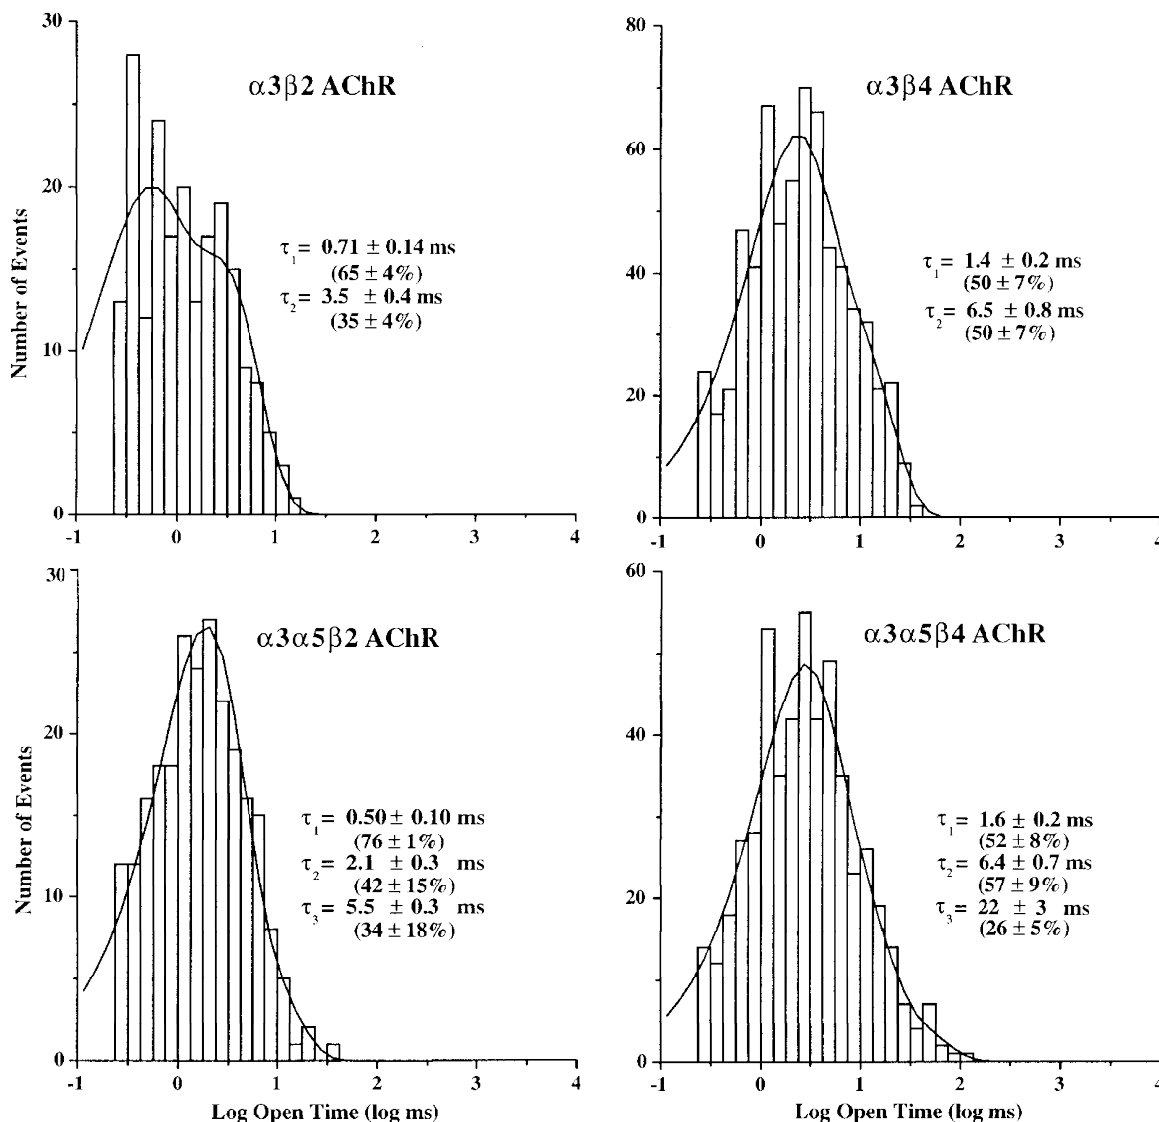 α3β2 AChR
30
20
10
0
Number of Events
τ1= 0.71 ± 0.14 ms
(65 ± 4%)
τ2= 3.5 ± 0.4 ms
(35 ± 4%)
-1 0 1 2 3 4
α3β4 AChR
80
60
40
20
0
τ1= 1.4 ± 0.2 ms
(50 ± 7%)
τ2= 6.5 ± 0.8 ms
(50 ± 7%)
-1 0 1 2 3 4
α3α5β2 AChR
30
20
10
0
Number of Events
τ1= 0.50 ± 0.10 ms
(76 ± 1%)
τ2= 2.1 ± 0.3 ms
(42 ± 15%)
τ3= 5.5 ± 0.3 ms
(34 ± 18%)
-1 0 1 2 3 4
Log Open Time (log ms)
α3α5β4 AChR
60
40
20
0
τ1= 1.6 ± 0.2 ms
(52 ± 8%)
τ2= 6.4 ± 0.7 ms
(57 ± 9%)
τ3= 22 ± 3 ms
(26 ± 5%)
-1 0 1 2 3 4
Log Open Time (log ms)